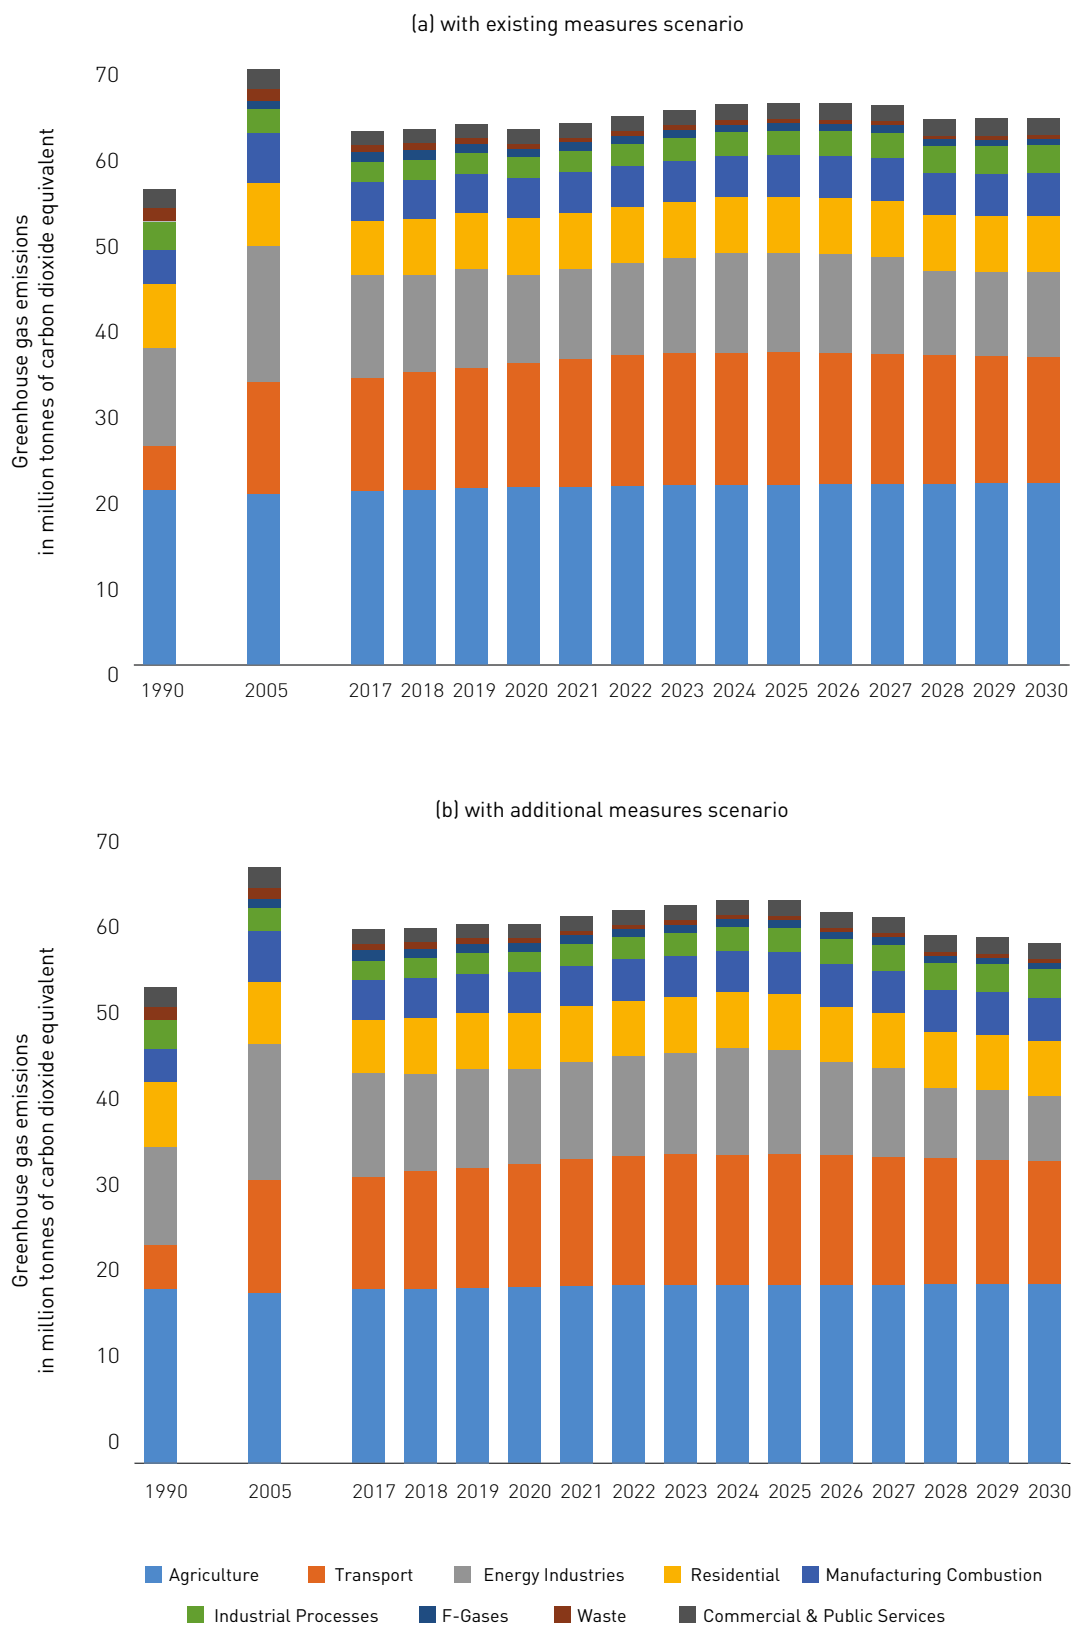 (a) with existing measures scenario
Greenhouse gas emissions
in million tonnes of carbon dioxide equivalent
70
60
50
40
30
20
10
0
1990 2005 2017 2018 2019 2020 2021 2022 2023 2024 2025 2026 2027 2028 2029 2030
(b) with additional measures scenario
Greenhouse gas emissions
in million tonnes of carbon dioxide equivalent
70
60
50
40
30
20
10
0
1990 2005 2017 2018 2019 2020 2021 2022 2023 2024 2025 2026 2027 2028 2029 2030
Agriculture Transport Energy Industries Residential Manufacturing Combustion
Industrial Processes F-Gases Waste Commercial & Public Services